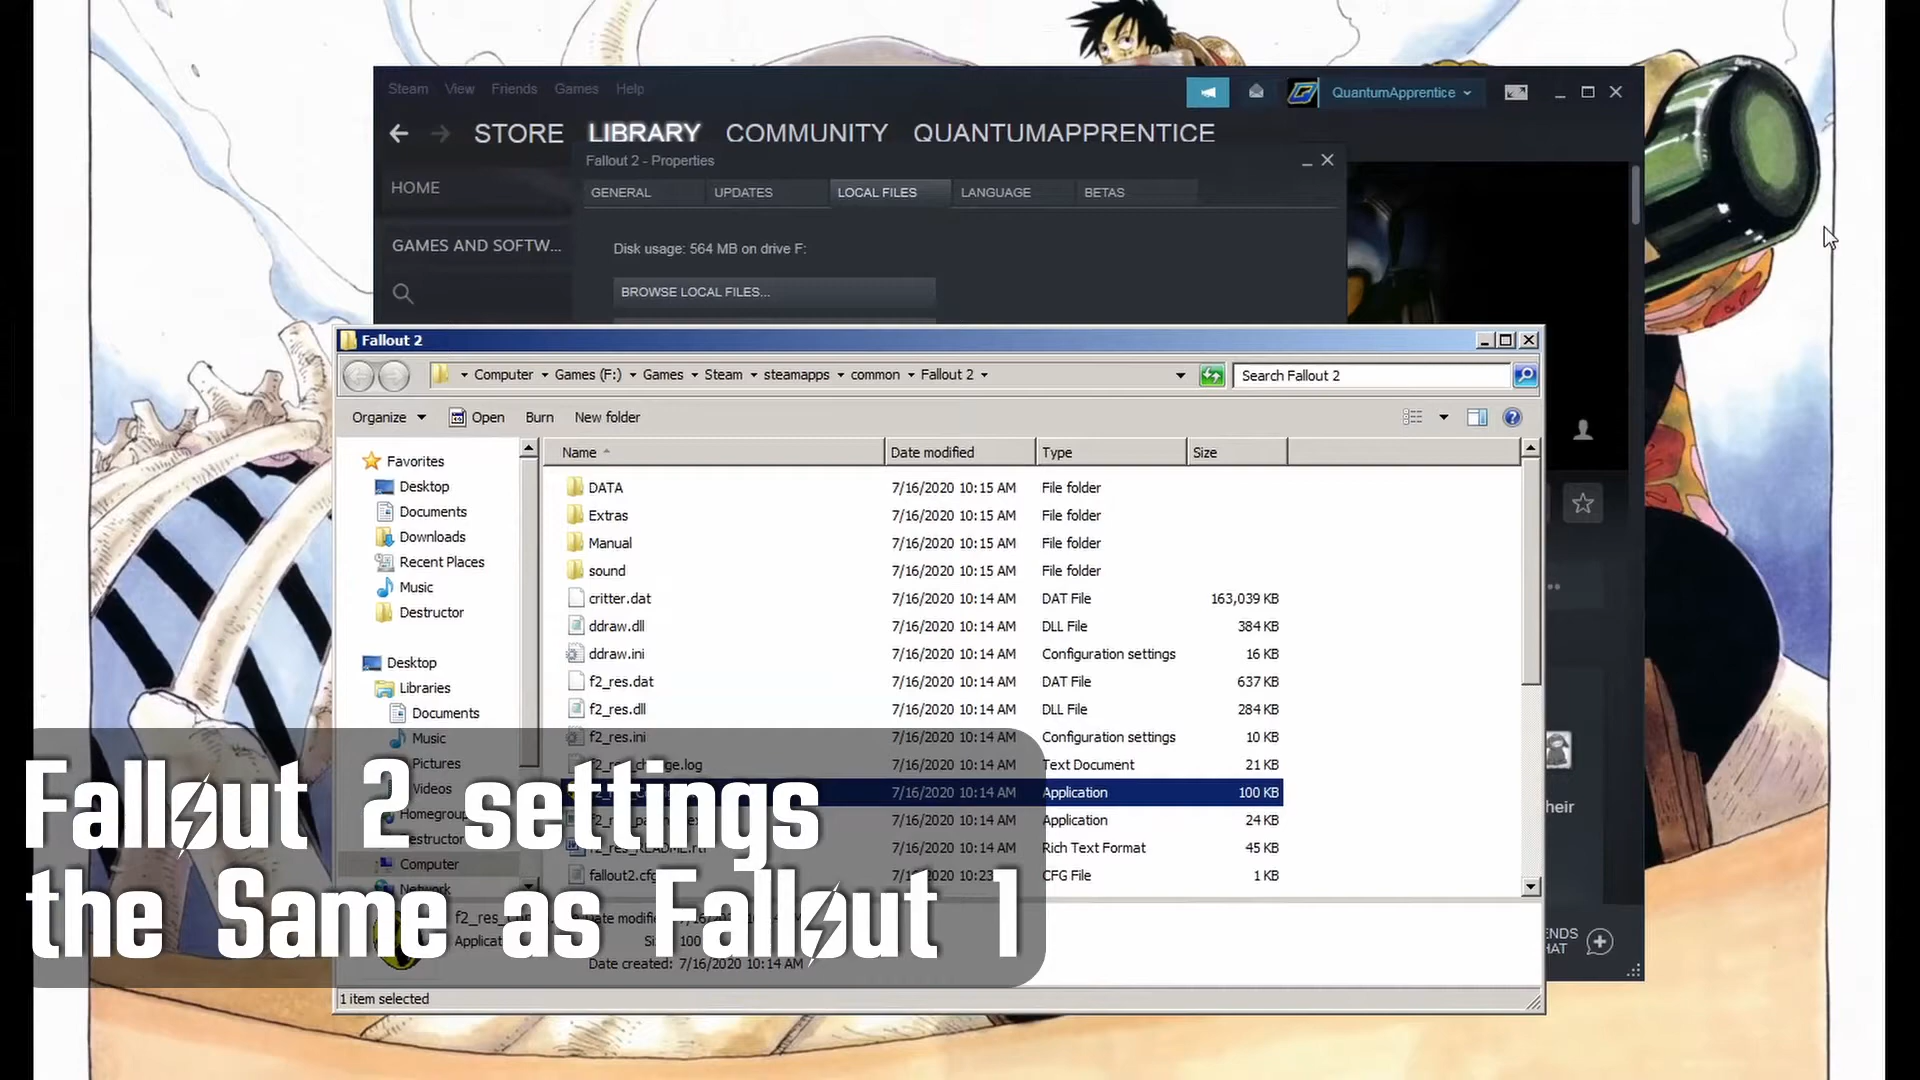 Steam View Friends Games Help
QuantumApprentice
STORE LIBRARY COMMUNITY QUANTUMAPPRENTICE
Fallout 2 - Properties
HOME
GENERAL UPDATES LOCAL FILES LANGUAGE BETAS
GAMES AND SOFTW...
Disk usage: 564 MB on drive F:
BROWSE LOCAL FILES...
Fallout 2
Computer Games (F:) Games Steam steamapps common Fallout 2
Search Fallout 2
Organize Open Burn New folder
Name Date modified Type Size
Favorites
Desktop
Documents
Downloads
Recent Places
Music
Destructor
Desktop
Libraries
Documents
Music
Pictures
Videos
Homegroup
Destructor
Computer
Network
DATA 7/16/2020 10:15 AM File folder
Extras 7/16/2020 10:15 AM File folder
Manual 7/16/2020 10:15 AM File folder
sound 7/16/2020 10:15 AM File folder
critter.dat 7/16/2020 10:14 AM DAT File 163,039 KB
ddraw.dll 7/16/2020 10:14 AM DLL File 384 KB
ddraw.ini 7/16/2020 10:14 AM Configuration settings 16 KB
f2_res.dat 7/16/2020 10:14 AM DAT File 637 KB
f2_res.dll 7/16/2020 10:14 AM DLL File 284 KB
f2_res.ini 7/16/2020 10:14 AM Configuration settings 10 KB
7/16/2020 10:14 AM Text Document 21 KB
7/16/2020 10:14 AM Application 100 KB
7/16/2020 10:14 AM Application 24 KB
7/16/2020 10:14 AM Rich Text Format 45 KB
fallout2.cfg CFG File 1 KB
Date created: 7/16/2020 10:14 AM
1 item selected
heir
ENDS
HAT
Fallout 2 settings
the Same as Fallout 1